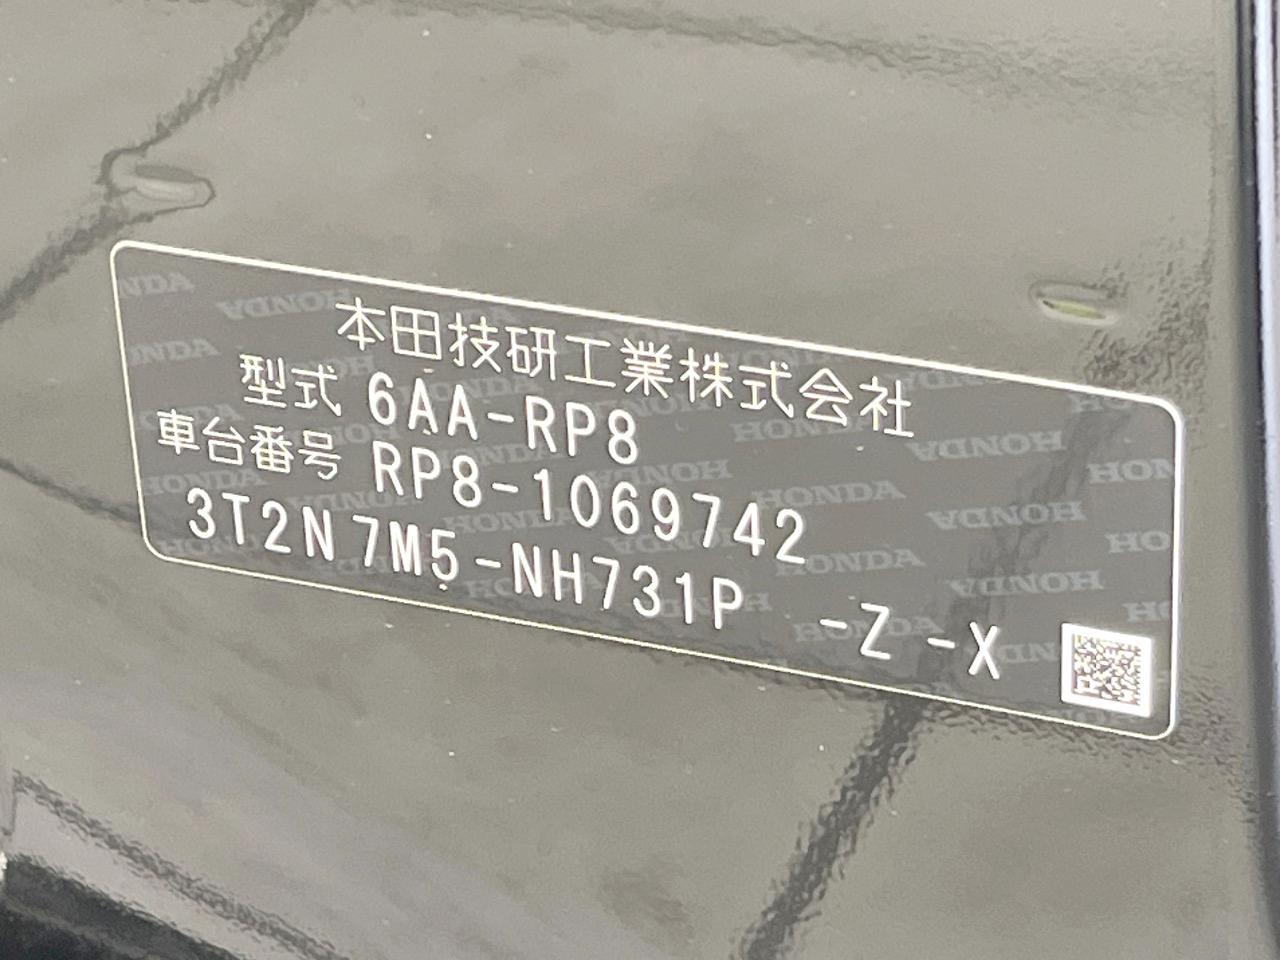 本田技研工業株式会社
型式 6AA-RP8
車台番号 RP8-1069742
3T2N7M5-NH731P -Z -X